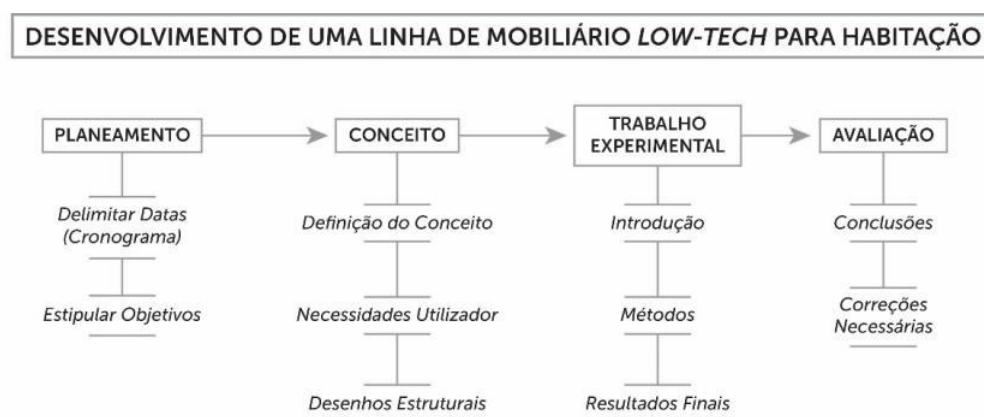 DESENVOLVIMENTO DE UMA LINHA DE MOBILIÁRIO LOW-TECH PARA HABITAÇÃO
PLANEAMENTO
Delimitar Datas
(Cronograma)
Estipular Objetivos
CONCEITO
Definição do Conceito
Necessidades Utilizador
Desenhos Estruturais
TRABALHO
EXPERIMENTAL
Introdução
Métodos
Resultados Finais
AVALIAÇÃO
Conclusões
Correções
Necessárias